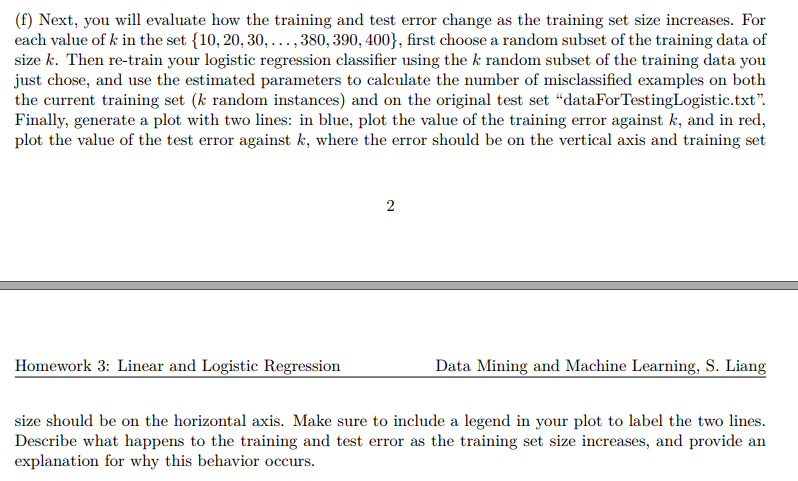 (f) Next, you will evaluate how the training and test error change as the training set size increases. For
each value of k in the set {10, 20, 30, . . . , 380, 390, 400}, first choose a random subset of the training data of
size k. Then re-train your logistic regression classifier using the k random subset of the training data you
just chose, and use the estimated parameters to calculate the number of misclassified examples on both
the current training set (k random instances) and on the original test set “dataForTestingLogistic.txt”.
Finally, generate a plot with two lines: in blue, plot the value of the training error against k, and in red,
plot the value of the test error against k, where the error should be on the vertical axis and training set
2
Homework 3: Linear and Logistic Regression Data Mining and Machine Learning, S. Liang
size should be on the horizontal axis. Make sure to include a legend in your plot to label the two lines.
Describe what happens to the training and test error as the training set size increases, and provide an
explanation for why this behavior occurs.